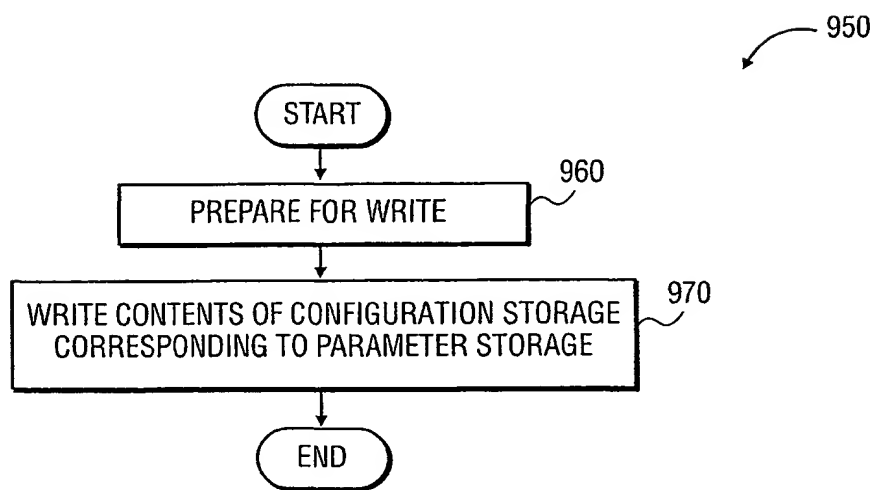 950
START
960
PREPARE FOR WRITE
970
WRITE CONTENTS OF CONFIGURATION STORAGE
CORRESPONDING TO PARAMETER STORAGE
END